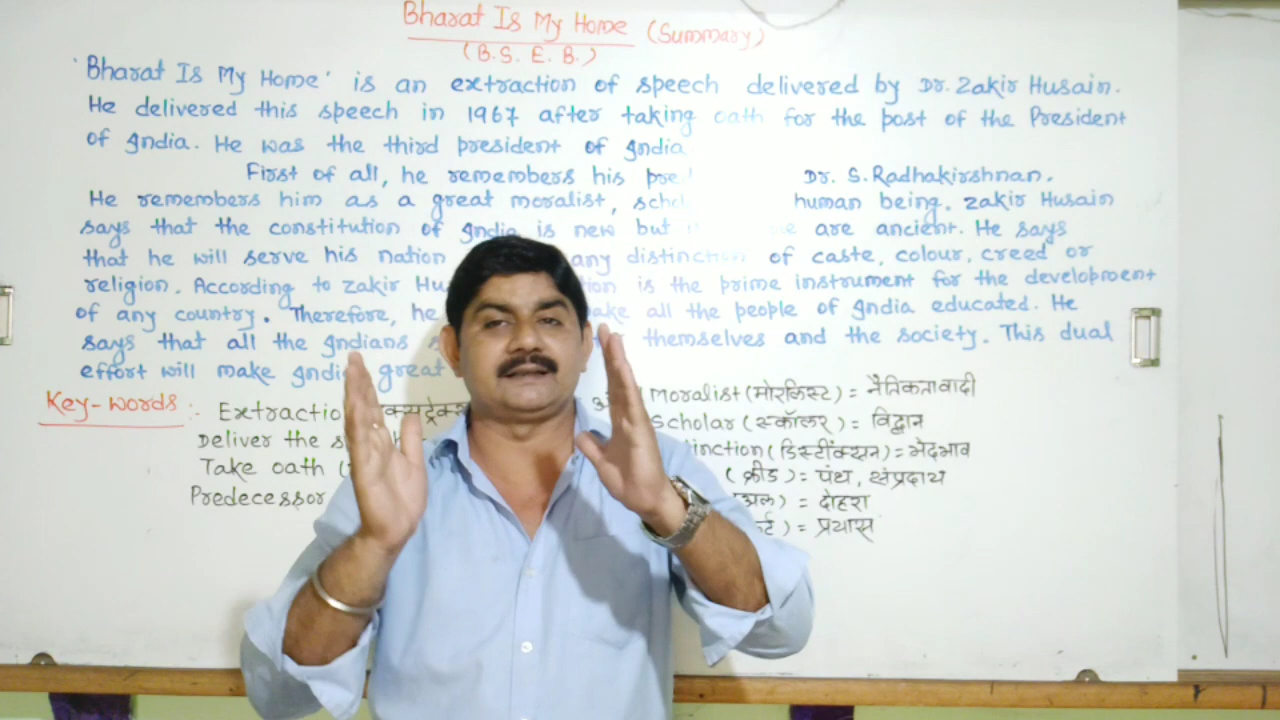 Bharat Is My Home (Summary)
(B. S. E. B.)
'Bharat Is My Home' is an extraction of speech delivered by Dr. Zakir Husain.
He delivered this speech in 1967 after taking oath for the post of the President
of India. He was the third president of India
First of all, he remembers his Dr. S. Radhakirshnan.
He remembers him as a great moralist, human being. Zakir Husain
says that the constitution of India is new but are ancient. He says
that he will serve his nation any distinction of caste, colour, creed or
religion. According to Zakir is the prime instrument for the development
of any country. Therefore, he all the people of India educated. He
says that all the Indians themselves and the society. This dual
effort will make great
Key-words :- Moralist (मोरलिस्ट) = नैतिकतावादी
Deliver the Scholar (स्कॉलर) = विद्वान
Take oath (डिस्टींक्सन) = भेदभाव
Predecessor (क्रीड) = पंथ, संप्रदाय
= दोहरा
= प्रयास